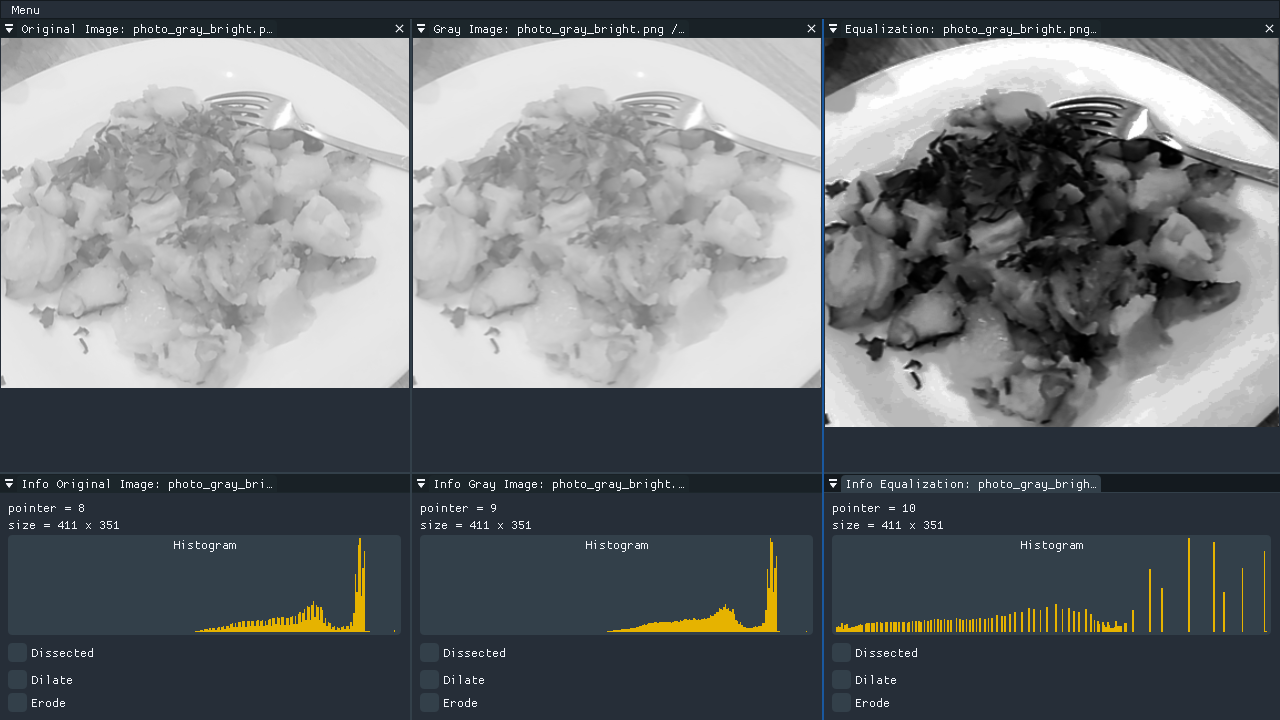 Menu
Original Image: photo_gray_bright.p…
Gray Image: photo_gray_bright.png /…
Equalization: photo_gray_bright.png…
Info Original Image: photo_gray_bri…
pointer = 8
size = 411 x 351
Histogram
Dissected
Dilate
Erode
Info Gray Image: photo_gray_bright.…
pointer = 9
size = 411 x 351
Histogram
Dissected
Dilate
Erode
Info Equalization: photo_gray_brigh…
pointer = 10
size = 411 x 351
Histogram
Dissected
Dilate
Erode